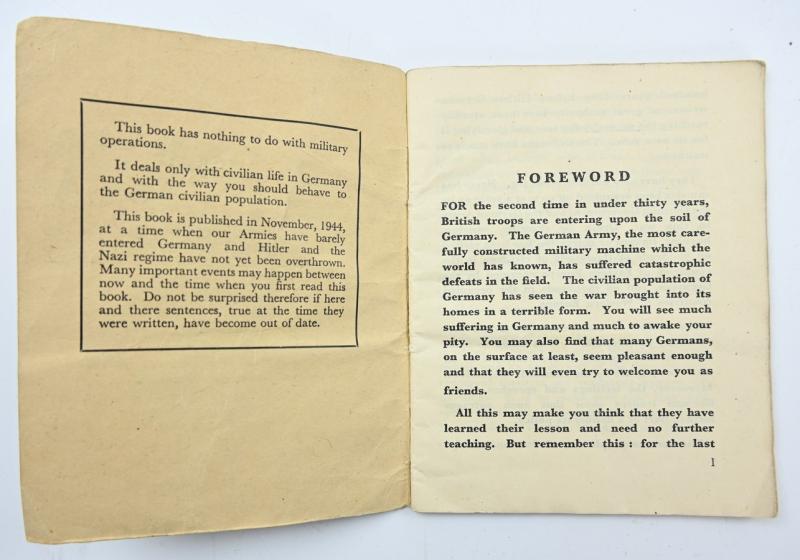 This book has nothing to do with military
operations.
It deals only with civilian life in Germany
and with the way you should behave to
the German civilian population.
This book is published in November, 1944,
at a time when our Armies have barely
entered Germany and Hitler and the
Nazi regime have not yet been overthrown.
Many important events may happen between
now and the time when you first read this
book. Do not be surprised therefore if here
and there sentences, true at the time they
were written, have become out of date.
FOREWORD
FOR the second time in under thirty years,
British troops are entering upon the soil of
Germany. The German Army, the most care-
fully constructed military machine which the
world has known, has suffered catastrophic
defeats in the field. The civilian population of
Germany has seen the war brought into its
homes in a terrible form. You will see much
suffering in Germany and much to awake your
pity. You may also find that many Germans,
on the surface at least, seem pleasant enough
and that they will even try to welcome you as
friends.
All this may make you think that they have
learned their lesson and need no further
teaching. But remember this : for the last
1